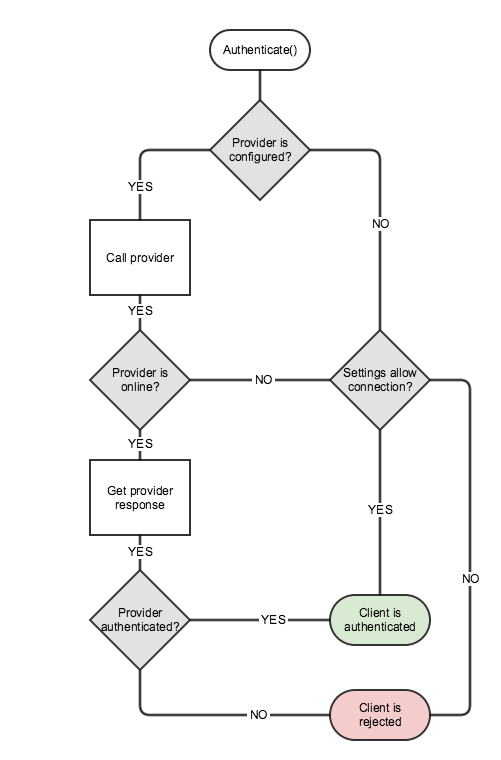 Authenticate()
Provider is
configured?
YES
NO
Call provider
YES
Provider is
online?
NO
Settings allow
connection?
YES
Get provider
response
YES
NO
YES
Provider
authenticated?
YES
Client is
authenticated
NO
Client is
rejected